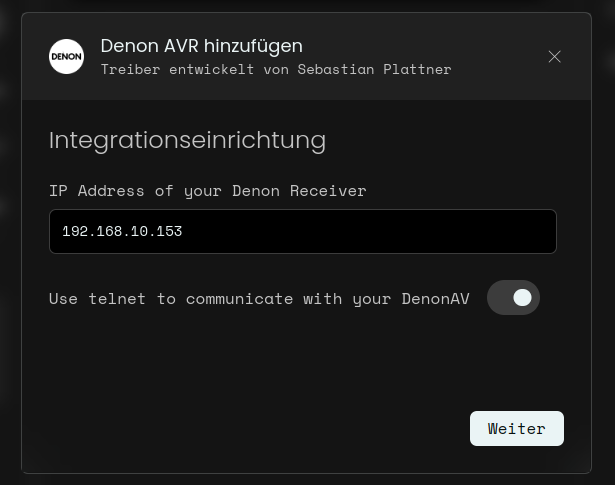 DENON
Denon AVR hinzufügen
Treiber entwickelt von Sebastian Plattner
Integrationseinrichtung
IP Address of your Denon Receiver
192.168.10.153
Use telnet to communicate with your DenonAV
Weiter